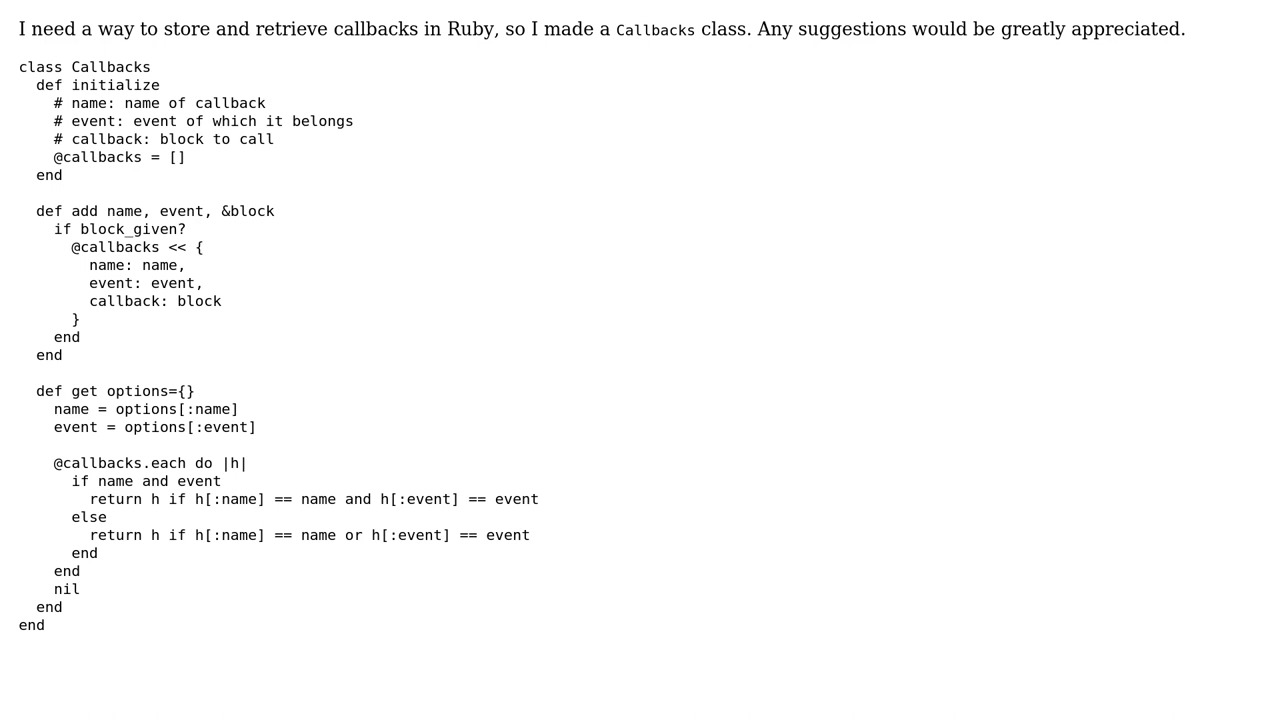 I need a way to store and retrieve callbacks in Ruby, so I made a Callbacks class. Any suggestions would be greatly appreciated.
class Callbacks
  def initialize
    # name: name of callback
    # event: event of which it belongs
    # callback: block to call
    @callbacks = []
  end

  def add name, event, &block
    if block_given?
      @callbacks << {
        name: name,
        event: event,
        callback: block
      }
    end
  end

  def get options={}
    name = options[:name]
    event = options[:event]

    @callbacks.each do |h|
      if name and event
        return h if h[:name] == name and h[:event] == event
      else
        return h if h[:name] == name or h[:event] == event
      end
    end
    nil
  end
end